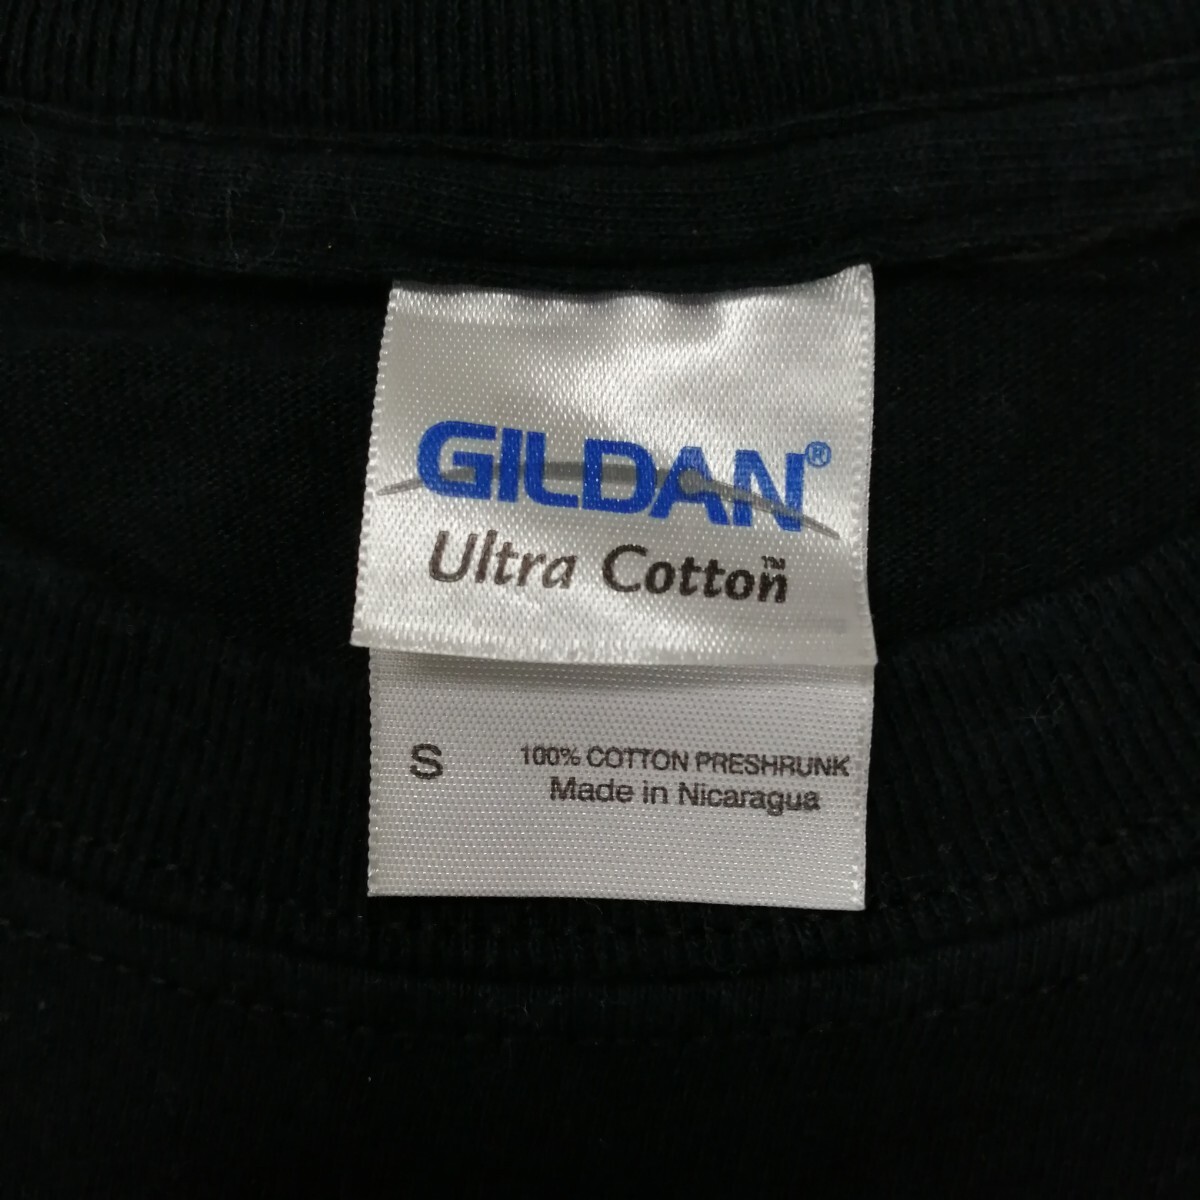 GILDAN®
Ultra Cotton™
S
100% COTTON PRESHRUNK
Made in Nicaragua